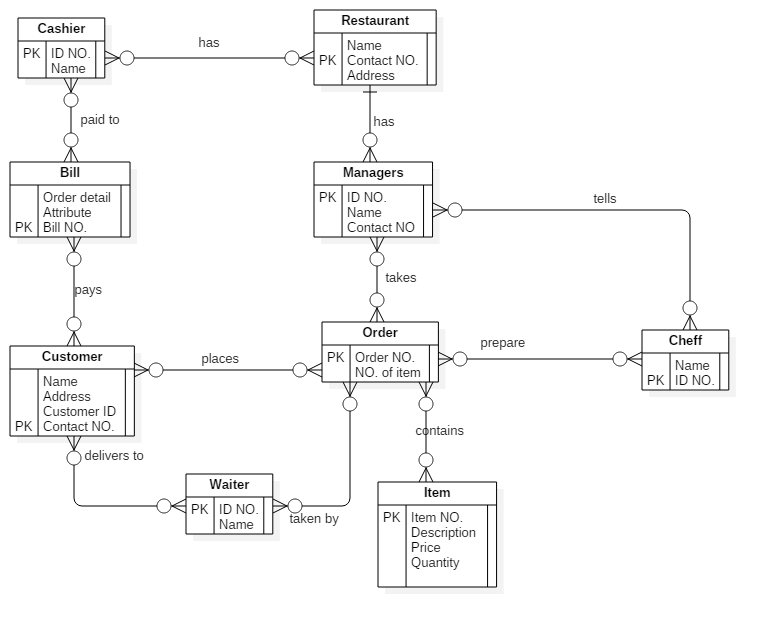 Cashier
PK ID NO.
Name
has
Restaurant
Name
PK Contact NO.
Address
paid to
has
Bill
Order detail
Attribute
PK Bill NO.
Managers
PK ID NO.
Name
Contact NO
tells
pays
takes
Customer
Name
Address
Customer ID
PK Contact NO.
places
Order
PK Order NO.
NO. of item
prepare
Cheff
Name
PK ID NO.
delivers to
contains
Waiter
PK ID NO.
Name
taken by
Item
PK Item NO.
Description
Price
Quantity